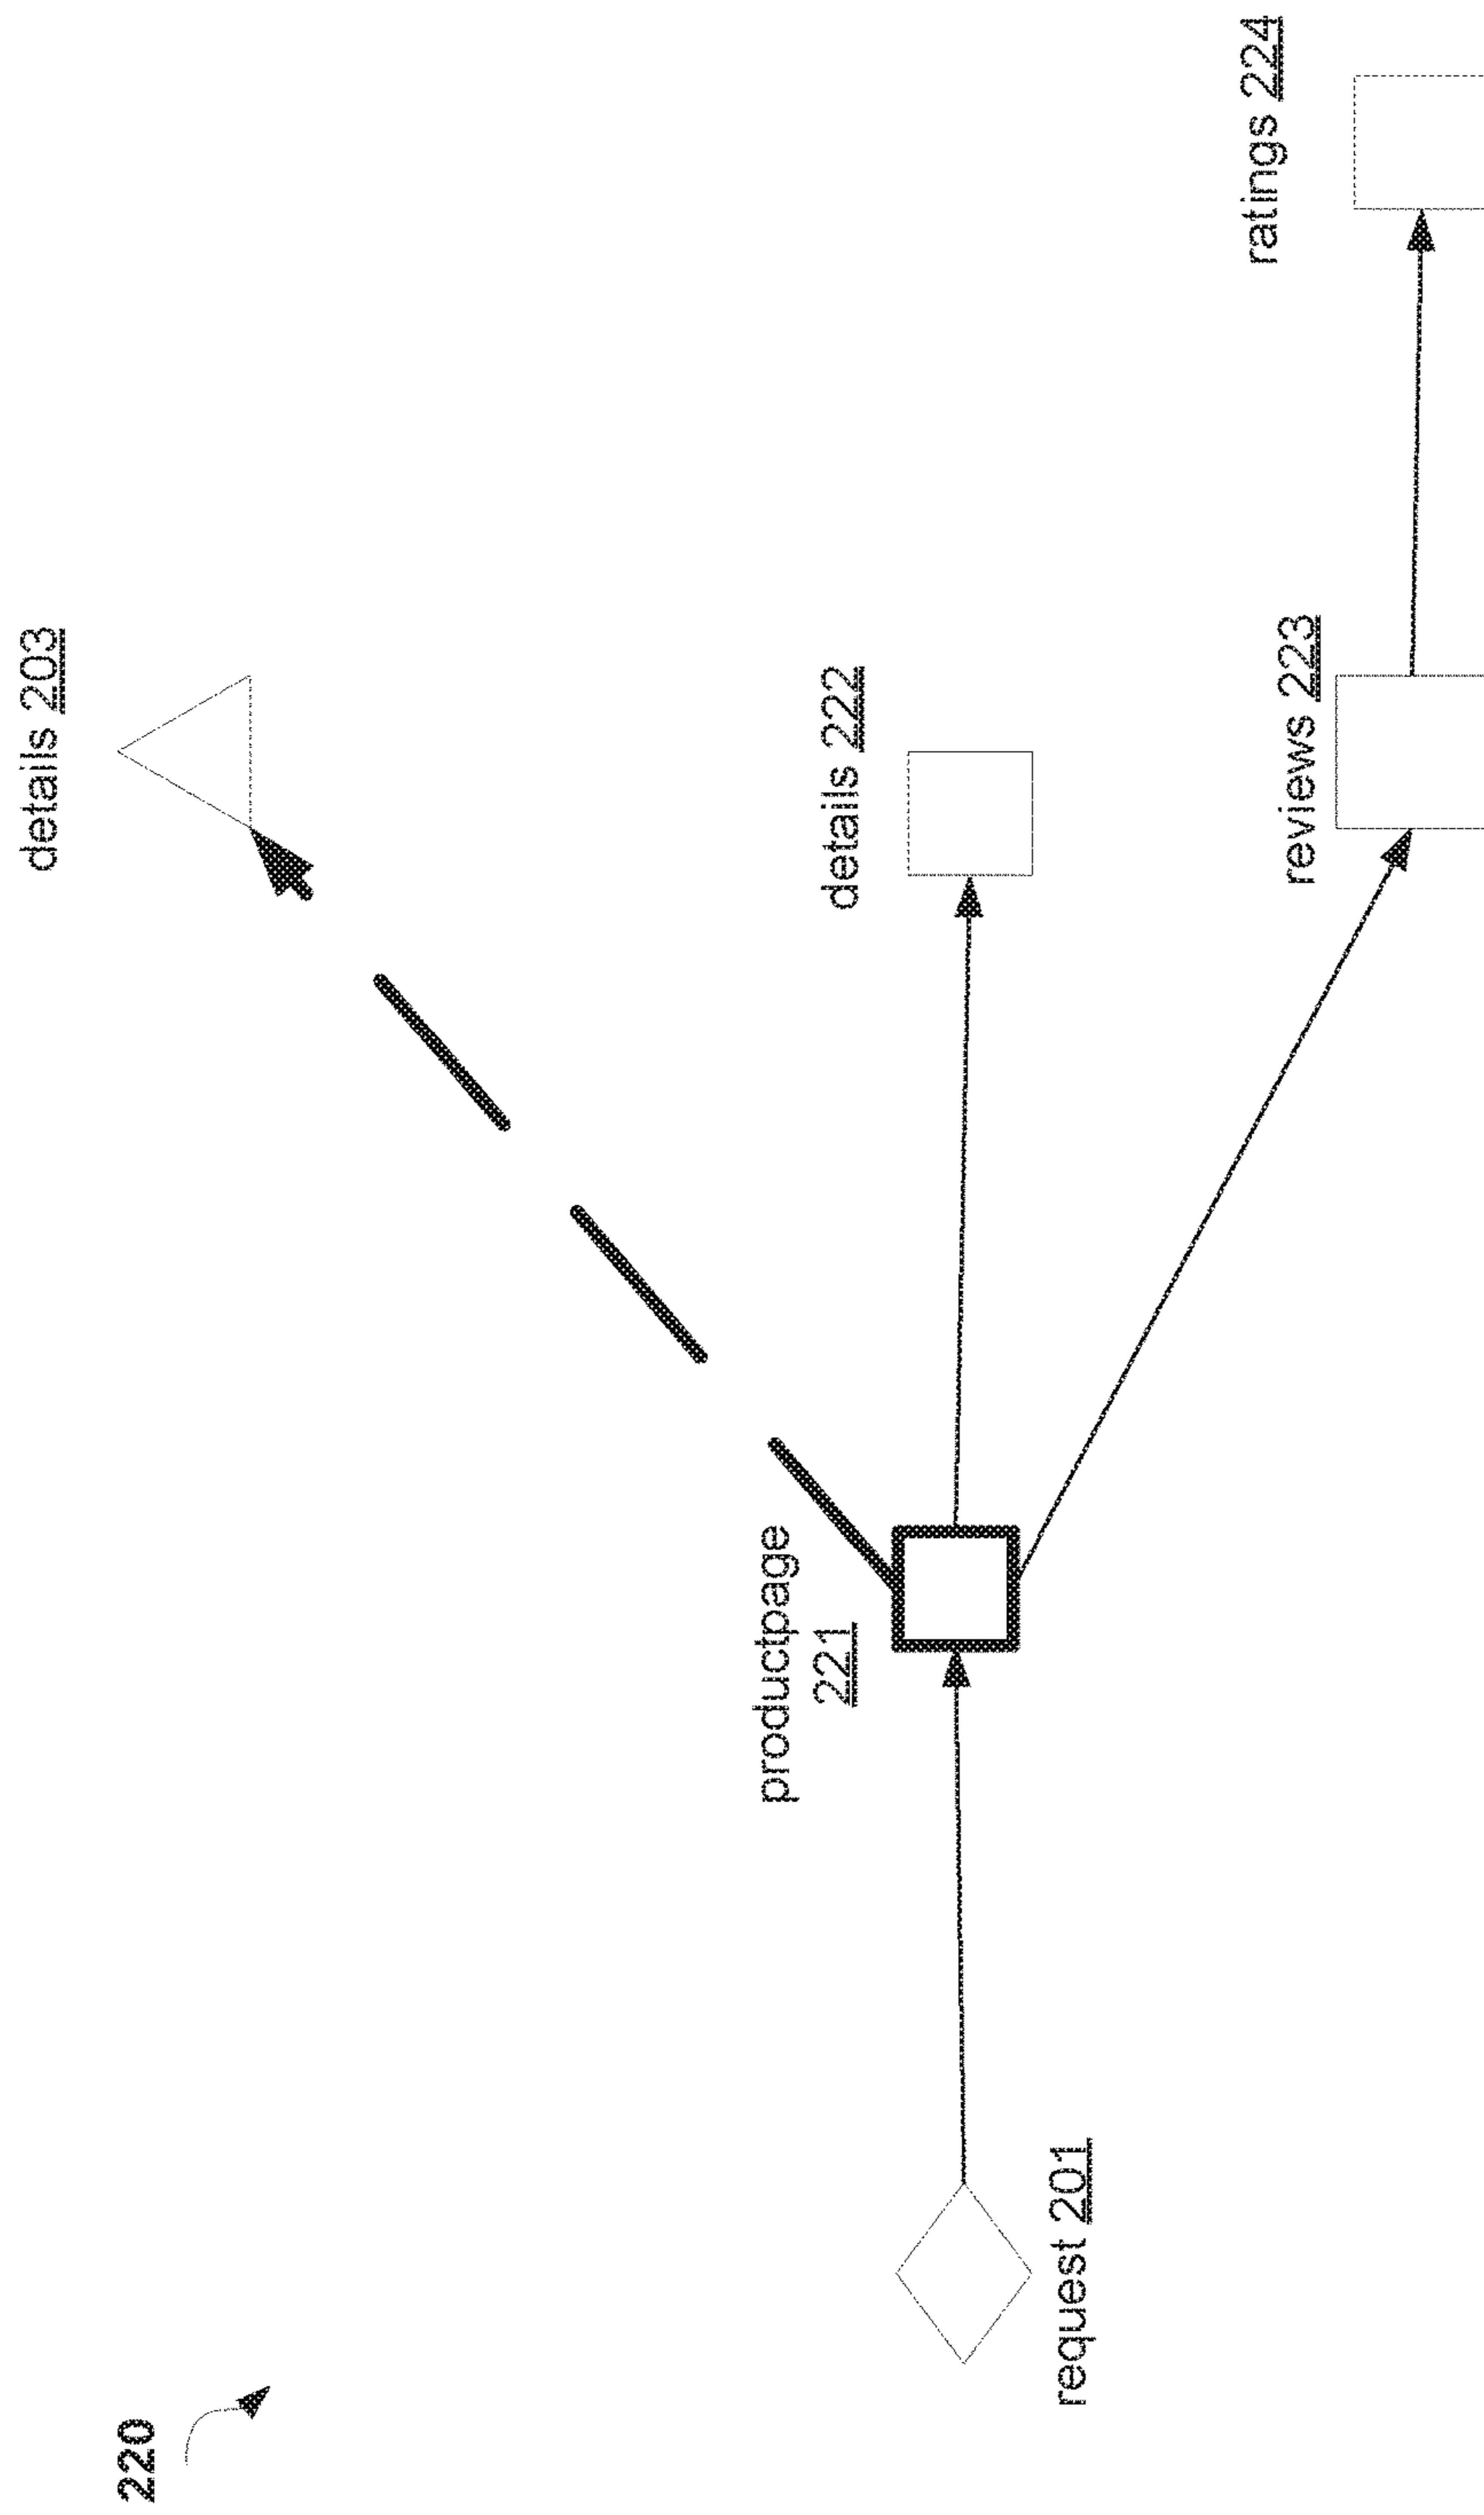 220
request 201
productpage
221
details 203
details 222
reviews 223
ratings 224